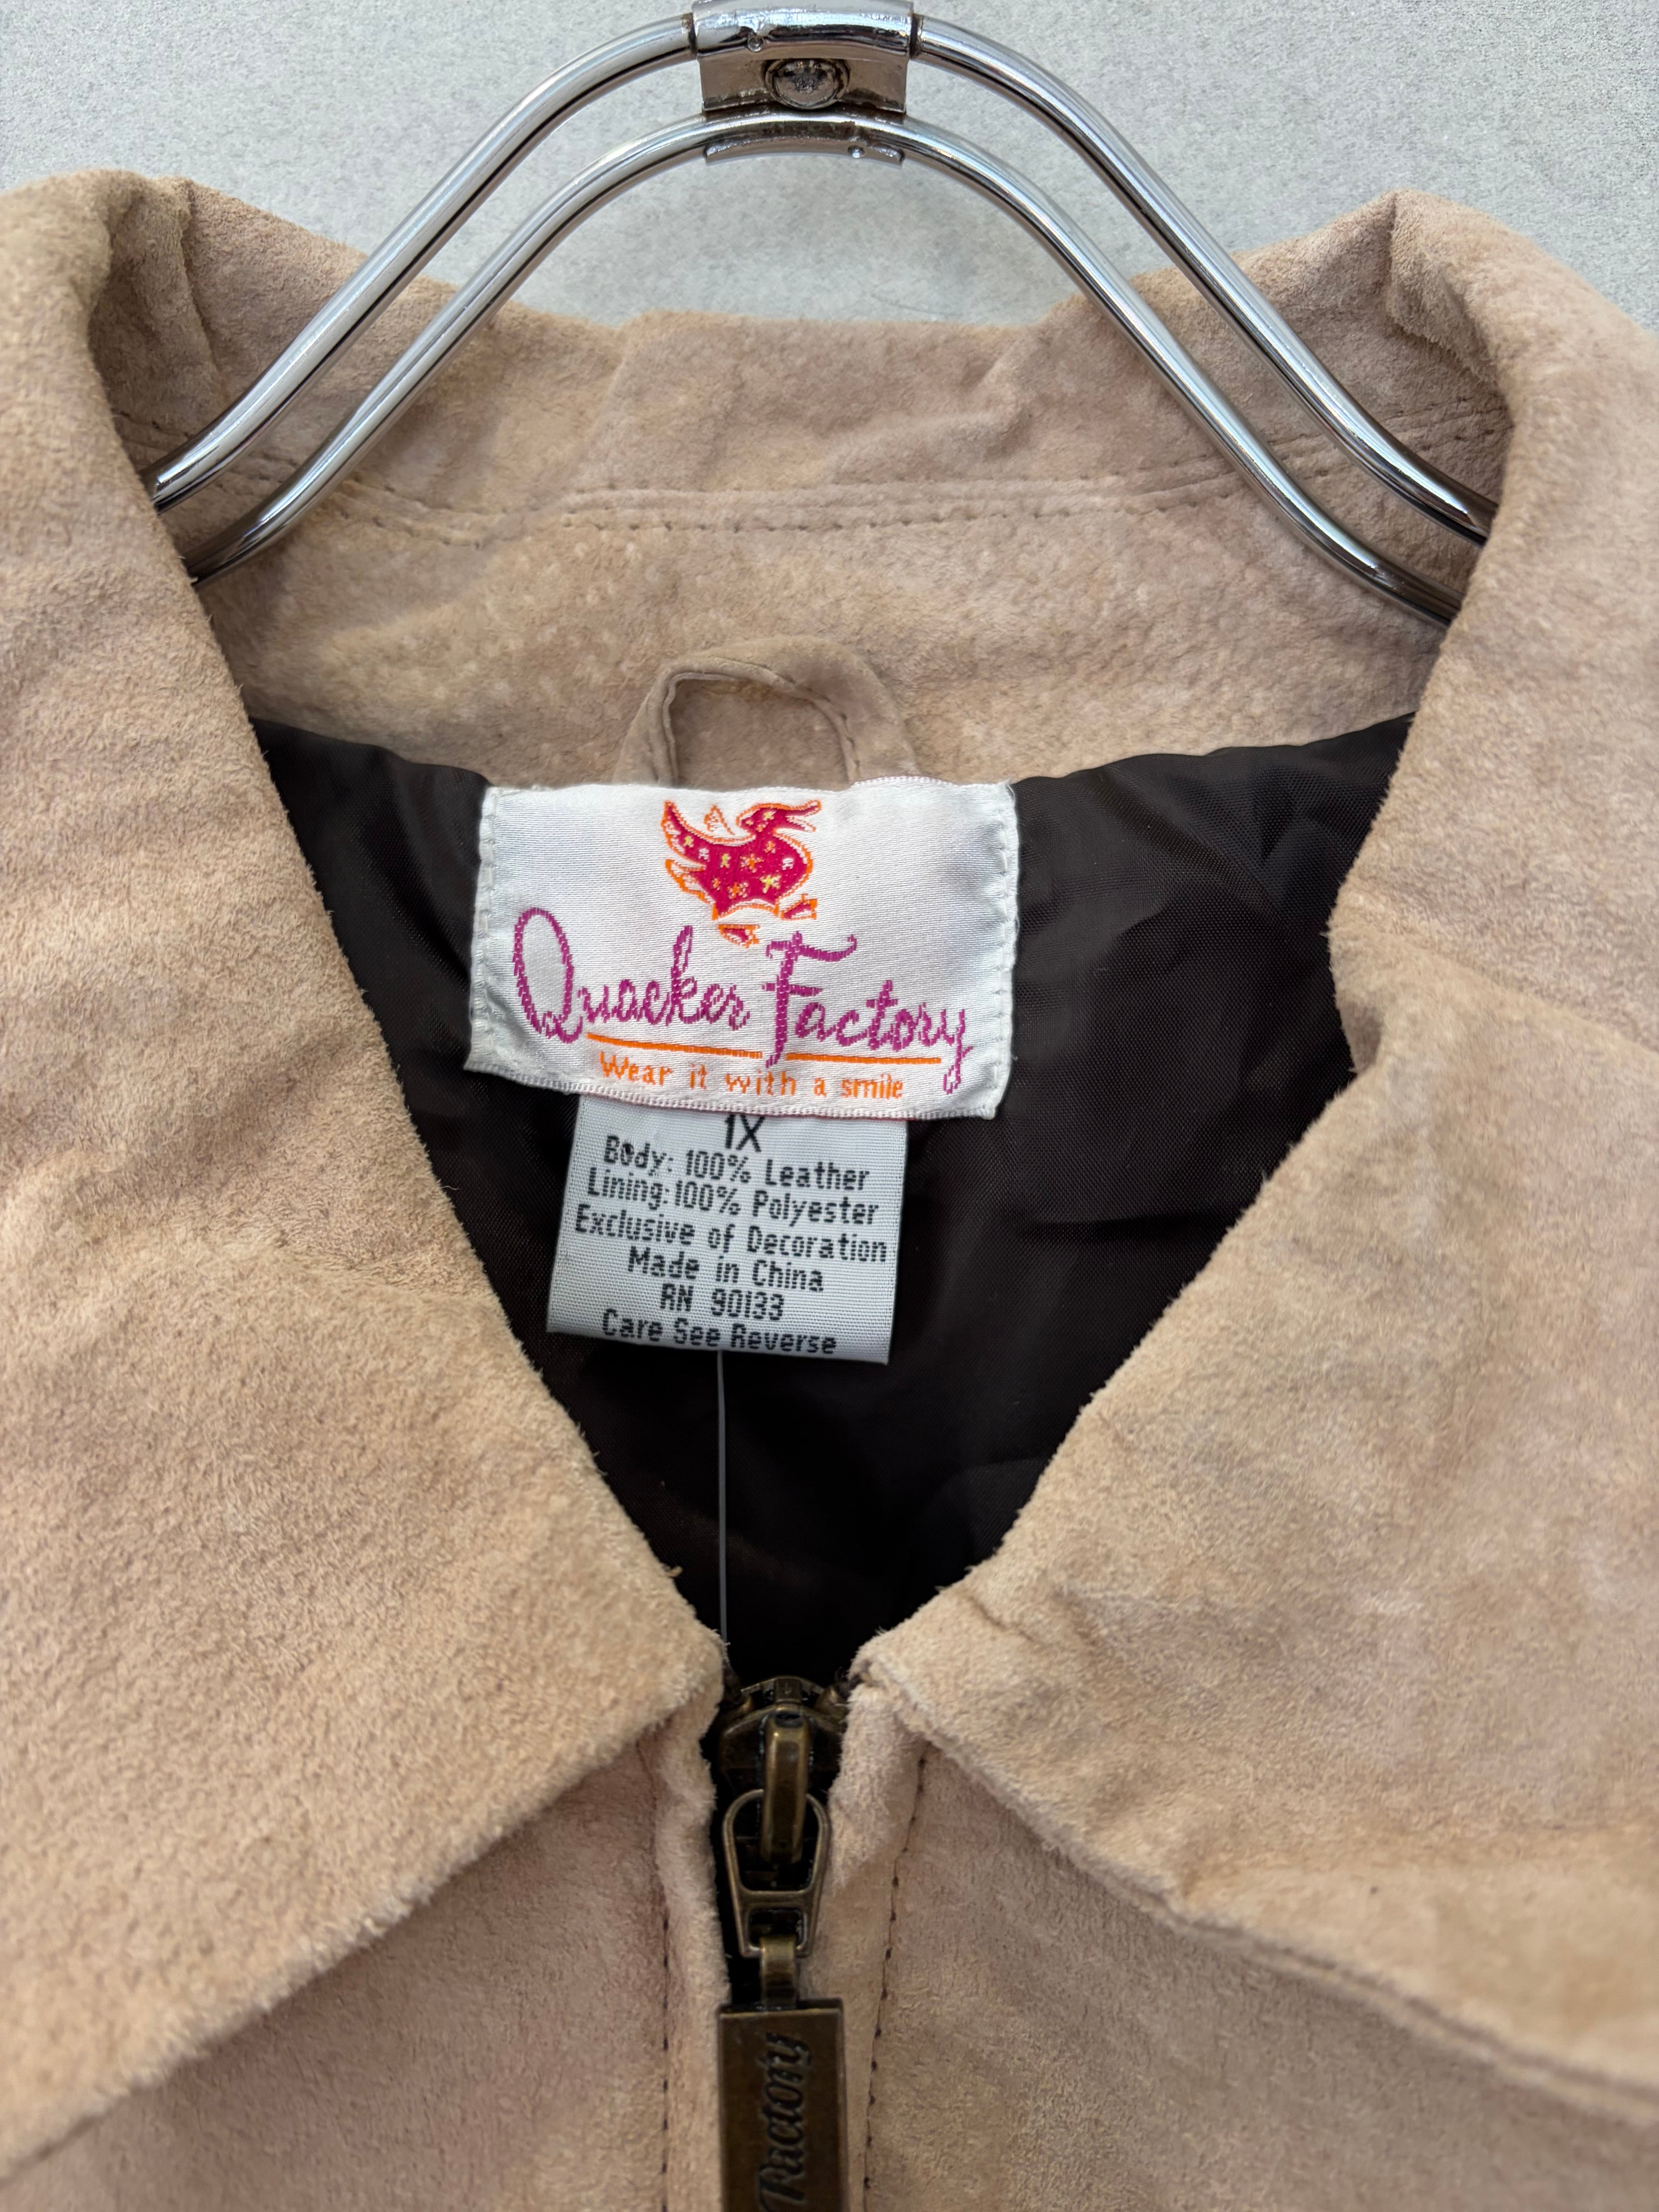 Quacker Factory
Wear it with a smile
1X
Body: 100% Leather
Lining:100% Polyester
Exclusive of Decoration
Made in China
RN 90133
Care See Reverse
Factory